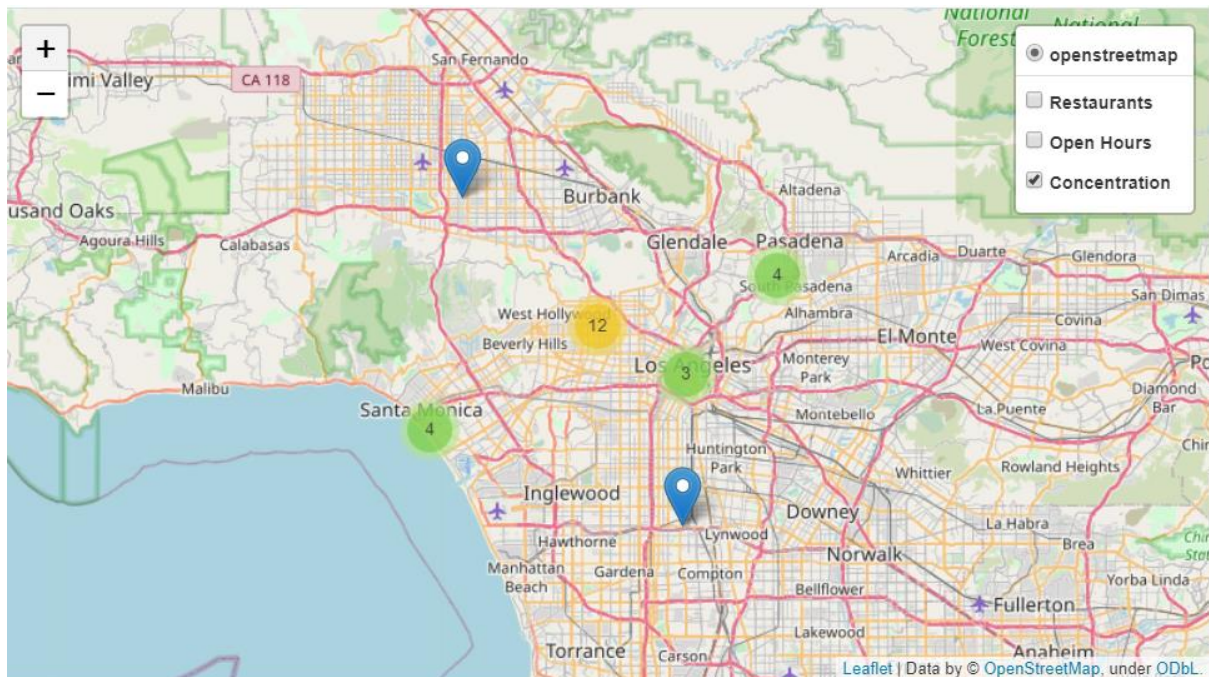 National
Forest
National
+
−
San Fernando
CA 118
imi Valley
openstreetmap
Restaurants
Open Hours
Concentration
Burbank
Altadena
usand Oaks
Agoura Hills
Calabasas
Glendale
Pasadena
Arcadia
Duarte
Glendora
4
South Pasadena
San Dimas
West Hollywood
12
Alhambra
Covina
Beverly Hills
El Monte
West Covina
Los Angeles
3
Monterey
Park
Po
Malibu
Diamond
Bar
Santa Monica
4
Montebello
La Puente
Huntington
Park
Chin
Whittier
Rowland Heights
Inglewood
Downey
La Habra
Hawthorne
Lynwood
Chin
Stat
Norwalk
Brea
Manhattan
Beach
Gardena
Compton
Bellflower
Yorba Linda
Fullerton
Lakewood
Torrance
Carson
Anaheim
Leaflet | Data by © OpenStreetMap, under ODbL.